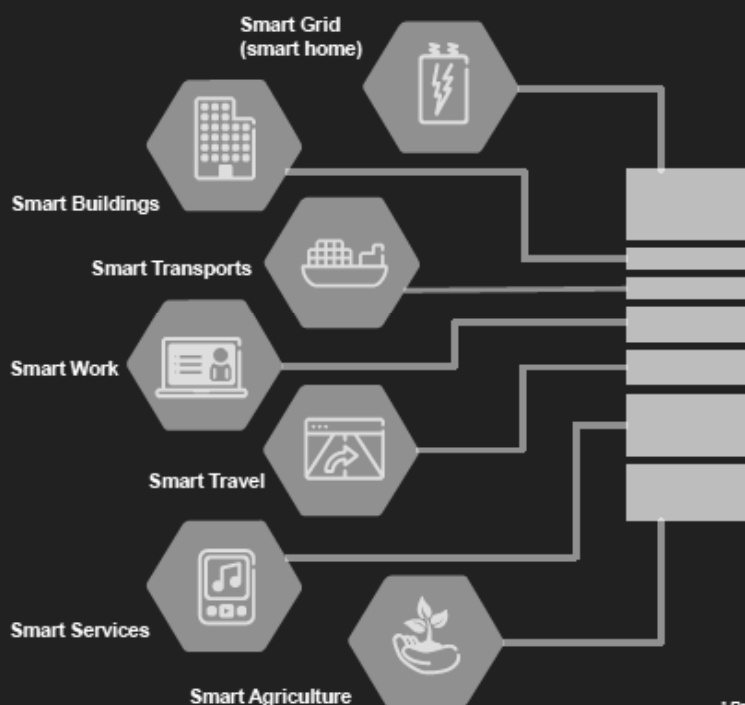 Smart Grid
(smart home)
Smart Buildings
Smart Transports
Smart Work
Smart Travel
Smart Services
Smart Agriculture